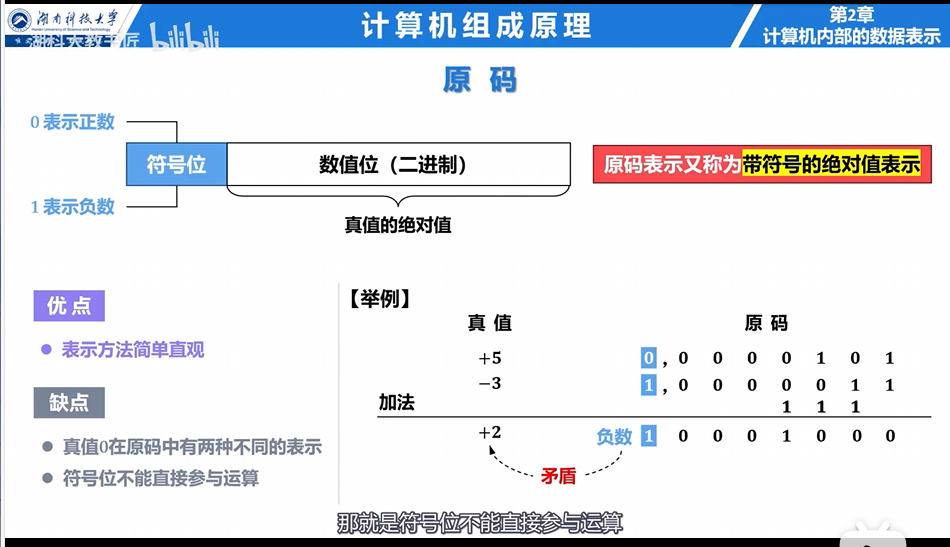 湖南科技大学
Hunan University of Science and Technology
湖科大教书匠 bilibili
计算机组成原理
第2章
计算机内部的数据表示
原 码
0 表示正数
符号位 数值位（二进制）
原码表示又称为带符号的绝对值表示
1 表示负数
真值的绝对值
优 点
表示方法简单直观
缺点
真值0在原码中有两种不同的表示
符号位不能直接参与运算
【举例】
真 值 原 码
+5 0 , 0 0 0 0 1 0 1
−3 1 , 0 0 0 0 0 1 1
加法 1 1 1
+2 负数 1 0 0 0 1 0 0 0
矛盾
那就是符号位不能直接参与运算